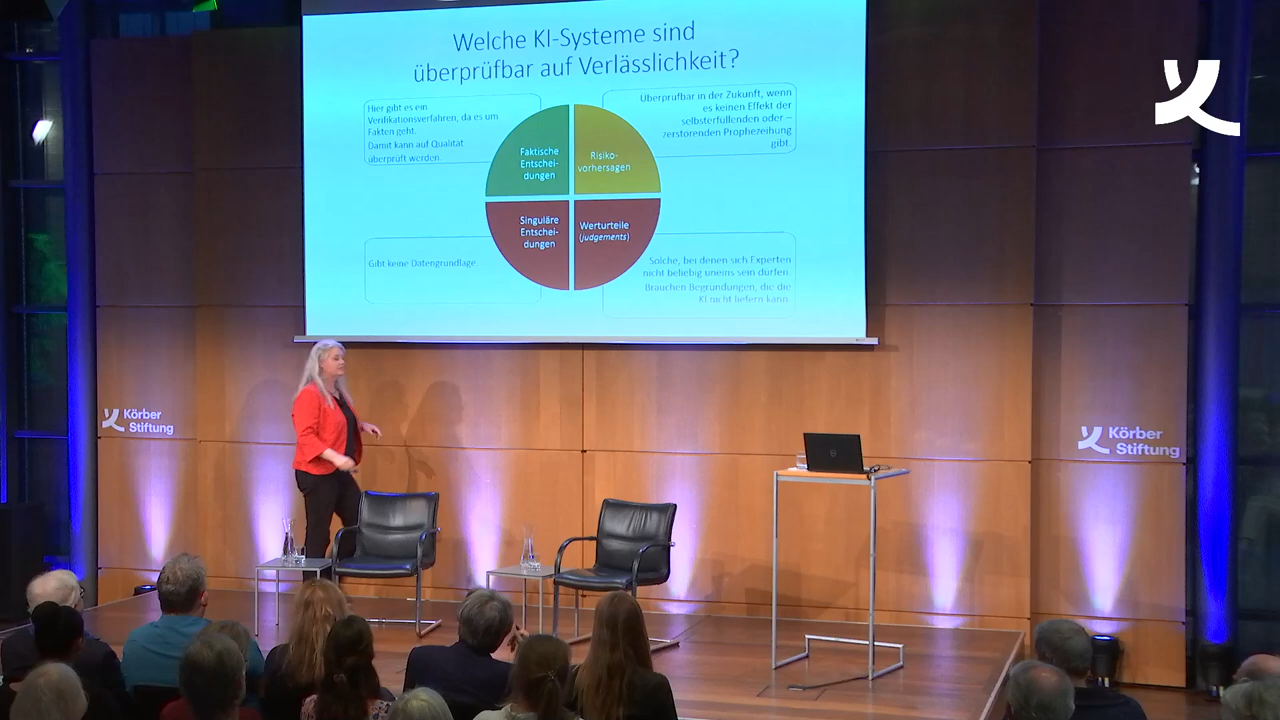 Welche KI-Systeme sind
überprüfbar auf Verlässlichkeit?
Hier gibt es ein
Verifikationsverfahren, da es um
Fakten geht.
Damit kann auf Qualität
überprüft werden.
Überprüfbar in der Zukunft, wenn
es keinen Effekt der
selbsterfüllenden oder –
zerstörenden Prophezeihung
gibt.
Faktische
Entschei-
dungen
Risiko-
vorhersagen
Singuläre
Entschei-
dungen
Werturteile
(judgements)
Gibt keine Datengrundlage.
Solche, bei denen sich Experten
nicht beliebig uneins sein dürfen.
Brauchen Begründungen, die die
KI nicht liefern kann.
Körber
Stiftung
Körber
Stiftung